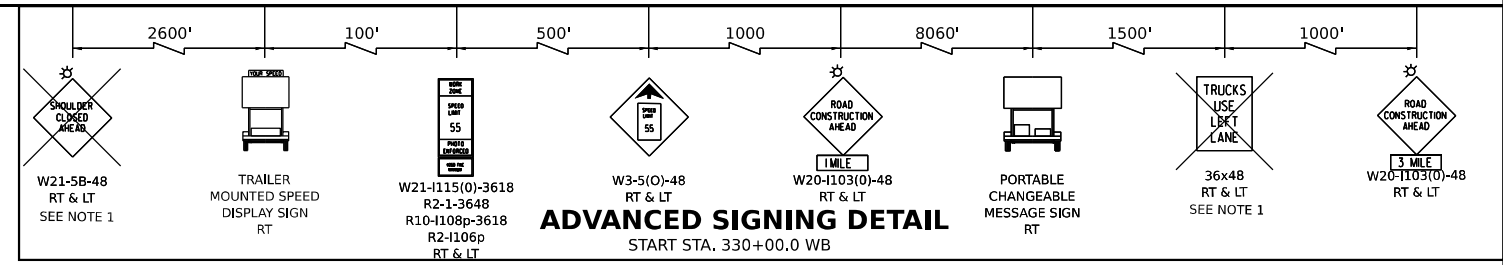 2600'
100'
500'
1000
8060'
1500'
1000'
YOUR SPEED
SHOULDER
CLOSED
AHEAD
WORK
ZONE
SPEED
LIMIT
55
PHOTO
ENFORCED
SPEED
LIMIT
55
ROAD
CONSTRUCTION
AHEAD
1 MILE
TRUCKS
USE
LEFT
LANE
ROAD
CONSTRUCTION
AHEAD
3 MILE
W21-5B-48
RT & LT
SEE NOTE 1
TRAILER
MOUNTED SPEED
DISPLAY SIGN
RT
W21-I115(0)-3618
R2-1-3648
R10-I108p-3618
R2-I106p
RT & LT
W3-5(O)-48
RT & LT
W20-I103(0)-48
RT & LT
PORTABLE
CHANGEABLE
MESSAGE SIGN
RT
36x48
RT & LT
SEE NOTE 1
W20-I103(0)-48
RT & LT
ADVANCED SIGNING DETAIL
START STA. 330+00.0 WB